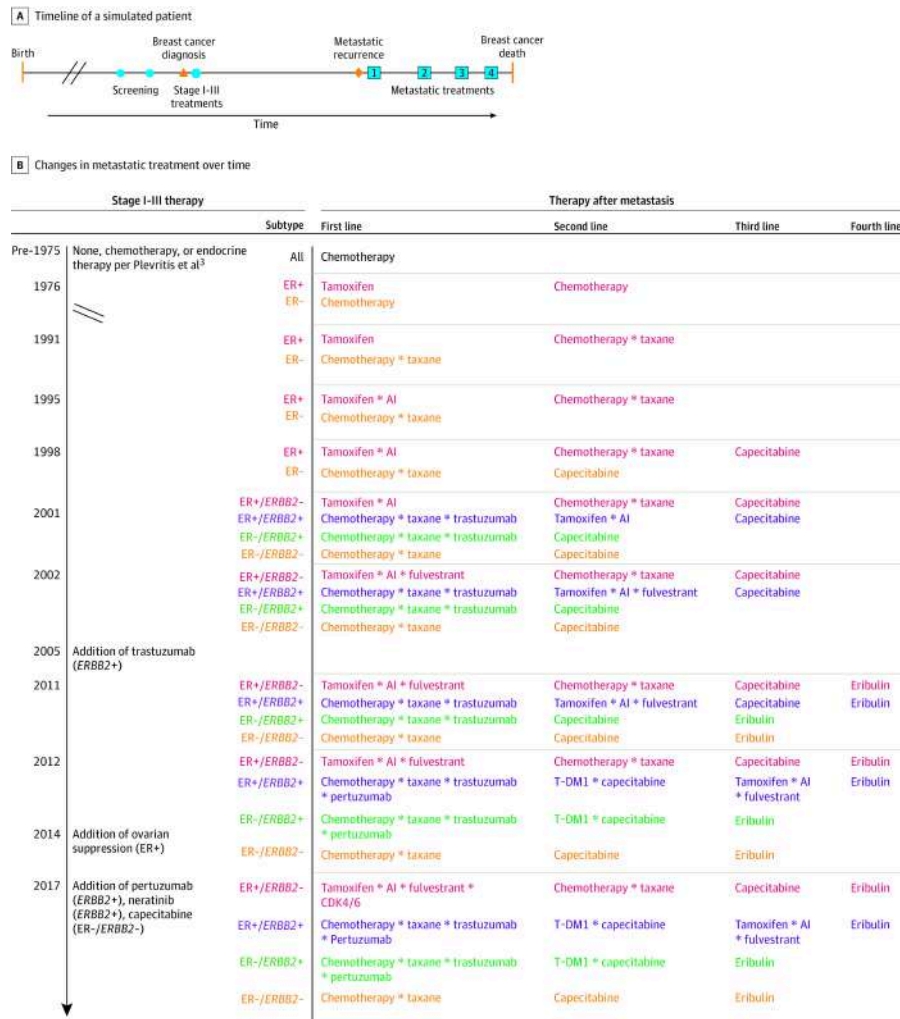 A Timeline of a simulated patient
Birth
Breast cancer
diagnosis
Metastatic
recurrence
Breast cancer
death
1 2 3 4
Screening
Stage I-III
treatments
Metastatic treatments
Time
B Changes in metastatic treatment over time
Stage I-III therapy Therapy after metastasis
Subtype First line Second line Third line Fourth line
Pre-1975 None, chemotherapy, or endocrine
therapy per Plevritis et al3
All Chemotherapy
1976 ER+ Tamoxifen Chemotherapy
ER- Chemotherapy
1991 ER+ Tamoxifen Chemotherapy * taxane
ER- Chemotherapy * taxane
1995 ER+ Tamoxifen * AI Chemotherapy * taxane
ER- Chemotherapy * taxane
1998 ER+ Tamoxifen * AI Chemotherapy * taxane Capecitabine
ER- Chemotherapy * taxane Capecitabine
ER+/ERBB2- Tamoxifen * AI Chemotherapy * taxane Capecitabine
2001 ER+/ERBB2+ Chemotherapy * taxane * trastuzumab Tamoxifen * AI Capecitabine
ER-/ERBB2+ Chemotherapy * taxane * trastuzumab Capecitabine
ER-/ERBB2- Chemotherapy * taxane Capecitabine
2002 ER+/ERBB2- Tamoxifen * AI * fulvestrant Chemotherapy * taxane Capecitabine
ER+/ERBB2+ Chemotherapy * taxane * trastuzumab Tamoxifen * AI * fulvestrant Capecitabine
ER-/ERBB2+ Chemotherapy * taxane * trastuzumab Capecitabine
ER-/ERBB2- Chemotherapy * taxane Capecitabine
2005 Addition of trastuzumab
(ERBB2+)
2011 ER+/ERBB2- Tamoxifen * AI * fulvestrant Chemotherapy * taxane Capecitabine Eribulin
ER+/ERBB2+ Chemotherapy * taxane * trastuzumab Tamoxifen * AI * fulvestrant Capecitabine Eribulin
ER-/ERBB2+ Chemotherapy * taxane * trastuzumab Capecitabine Eribulin
ER-/ERBB2- Chemotherapy * taxane Capecitabine Eribulin
2012 ER+/ERBB2- Tamoxifen * AI * fulvestrant Chemotherapy * taxane Capecitabine Eribulin
ER+/ERBB2+ Chemotherapy * taxane * trastuzumab T-DM1 * capecitabine Tamoxifen * AI Eribulin
* pertuzumab * fulvestrant
ER-/ERBB2+ Chemotherapy * taxane * trastuzumab T-DM1 * capecitabine Eribulin
* pertuzumab
2014 Addition of ovarian
suppression (ER+)
ER-/ERBB2- Chemotherapy * taxane Capecitabine Eribulin
2017 Addition of pertuzumab
(ERBB2+), neratinib
(ERBB2+), capecitabine
(ER-/ERBB2-)
ER+/ERBB2- Tamoxifen * AI * fulvestrant * Chemotherapy * taxane Capecitabine Eribulin
CDK4/6
ER+/ERBB2+ Chemotherapy * taxane * trastuzumab T-DM1 * capecitabine Tamoxifen * AI Eribulin
* Pertuzumab * fulvestrant
ER-/ERBB2+ Chemotherapy * taxane * trastuzumab T-DM1 * capecitabine Eribulin
* pertuzumab
ER-/ERBB2- Chemotherapy * taxane Capecitabine Eribulin